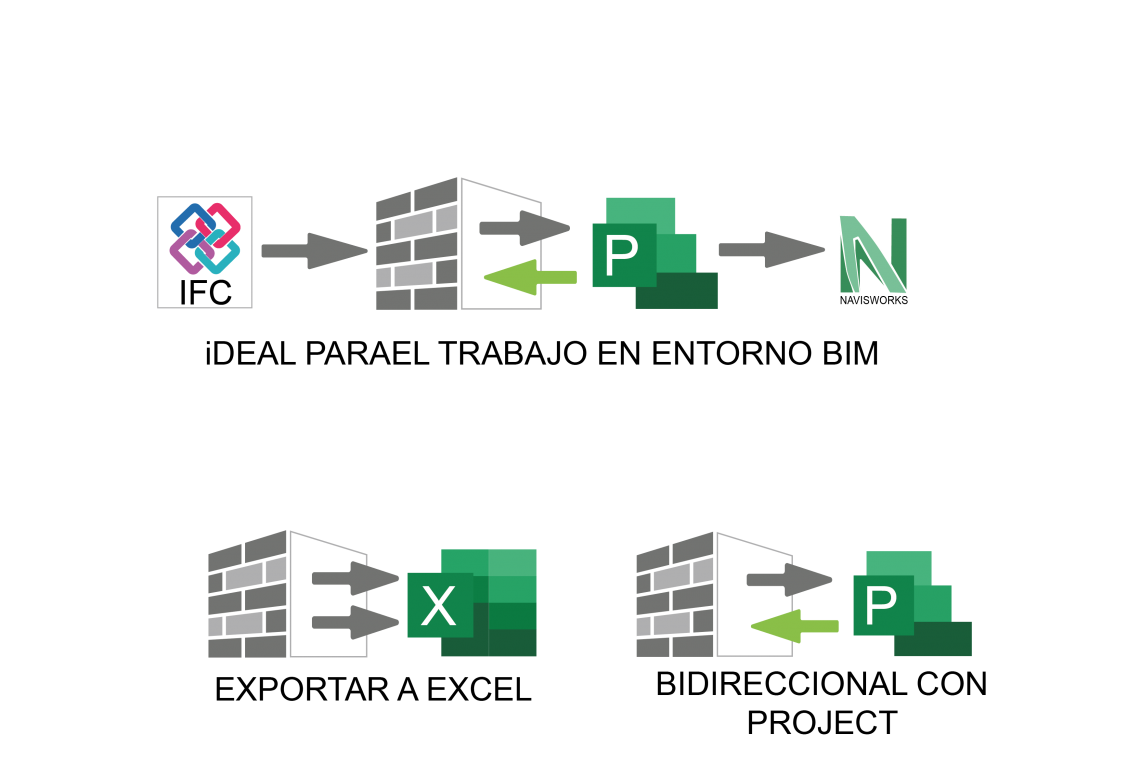 IFC
P
NAVISWORKS
iDEAL PARAEL TRABAJO EN ENTORNO BIM
X
EXPORTAR A EXCEL
P
BIDIRECCIONAL CON
PROJECT